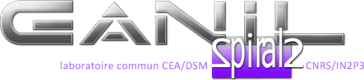 GANIL
spiral2
laboratoire commun CEA/DSM CNRS/IN2P3